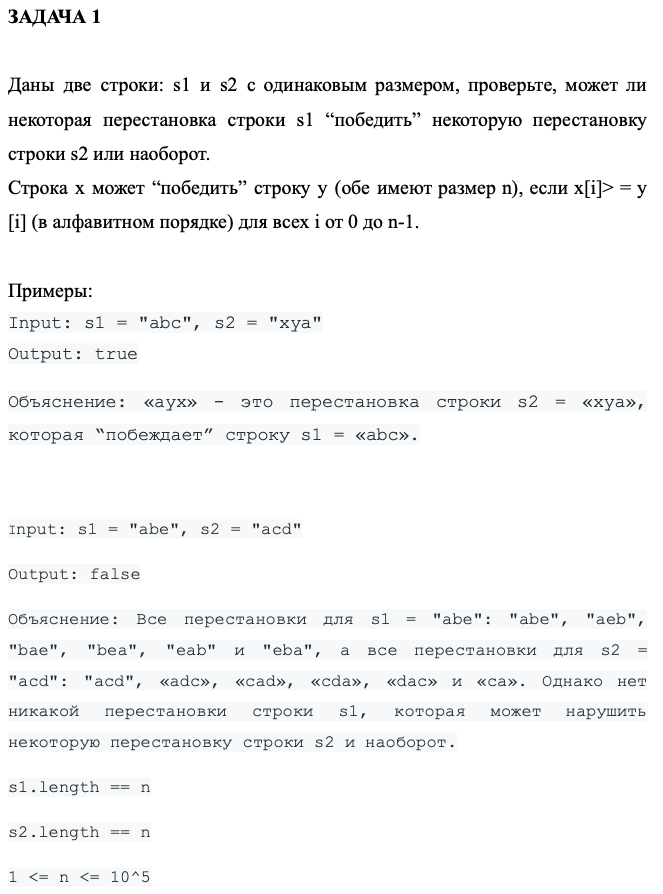 ЗАДАЧА 1
Даны две строки: s1 и s2 с одинаковым размером, проверьте, может ли
некоторая перестановка строки s1 “победить” некоторую перестановку
строки s2 или наоборот.
Строка x может “победить” строку y (обе имеют размер n), если x[i]> = y
[i] (в алфавитном порядке) для всех i от 0 до n-1.
Примеры:
Input: s1 = "abc", s2 = "xya"
Output: true
Объяснение: «ayx» - это перестановка строки s2 = «xya»,
которая “побеждает” строку s1 = «abc».
Input: s1 = "abe", s2 = "acd"
Output: false
Объяснение: Все перестановки для s1 = "abe": "abe", "aeb",
"bae", "bea", "eab" и "eba", а все перестановки для s2 =
"acd": "acd", «adc», «cad», «cda», «dac» и «ca». Однако нет
никакой перестановки строки s1, которая может нарушить
некоторую перестановку строки s2 и наоборот.
s1.length == n
s2.length == n
1 <= n <= 10^5